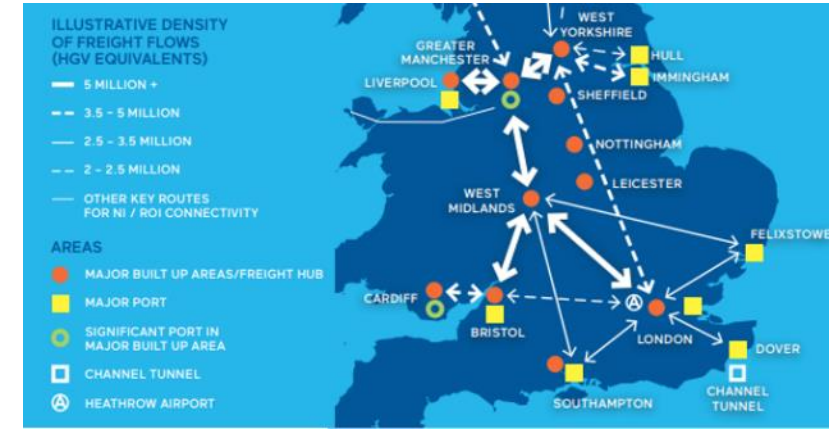 ILLUSTRATIVE DENSITY
OF FREIGHT FLOWS
(HGV EQUIVALENTS)
5 MILLION +
3.5 – 5 MILLION
2.5 – 3.5 MILLION
2 – 2.5 MILLION
OTHER KEY ROUTES
FOR NI / ROI CONNECTIVITY
AREAS
MAJOR BUILT UP AREAS/FREIGHT HUB
MAJOR PORT
SIGNIFICANT PORT IN
MAJOR BUILT UP AREA
CHANNEL TUNNEL
A HEATHROW AIRPORT
WEST
YORKSHIRE
GREATER
MANCHESTER
HULL
LIVERPOOL
IMMINGHAM
SHEFFIELD
NOTTINGHAM
LEICESTER
WEST
MIDLANDS
FELIXSTOWE
CARDIFF
A
BRISTOL
LONDON
DOVER
SOUTHAMPTON
CHANNEL
TUNNEL